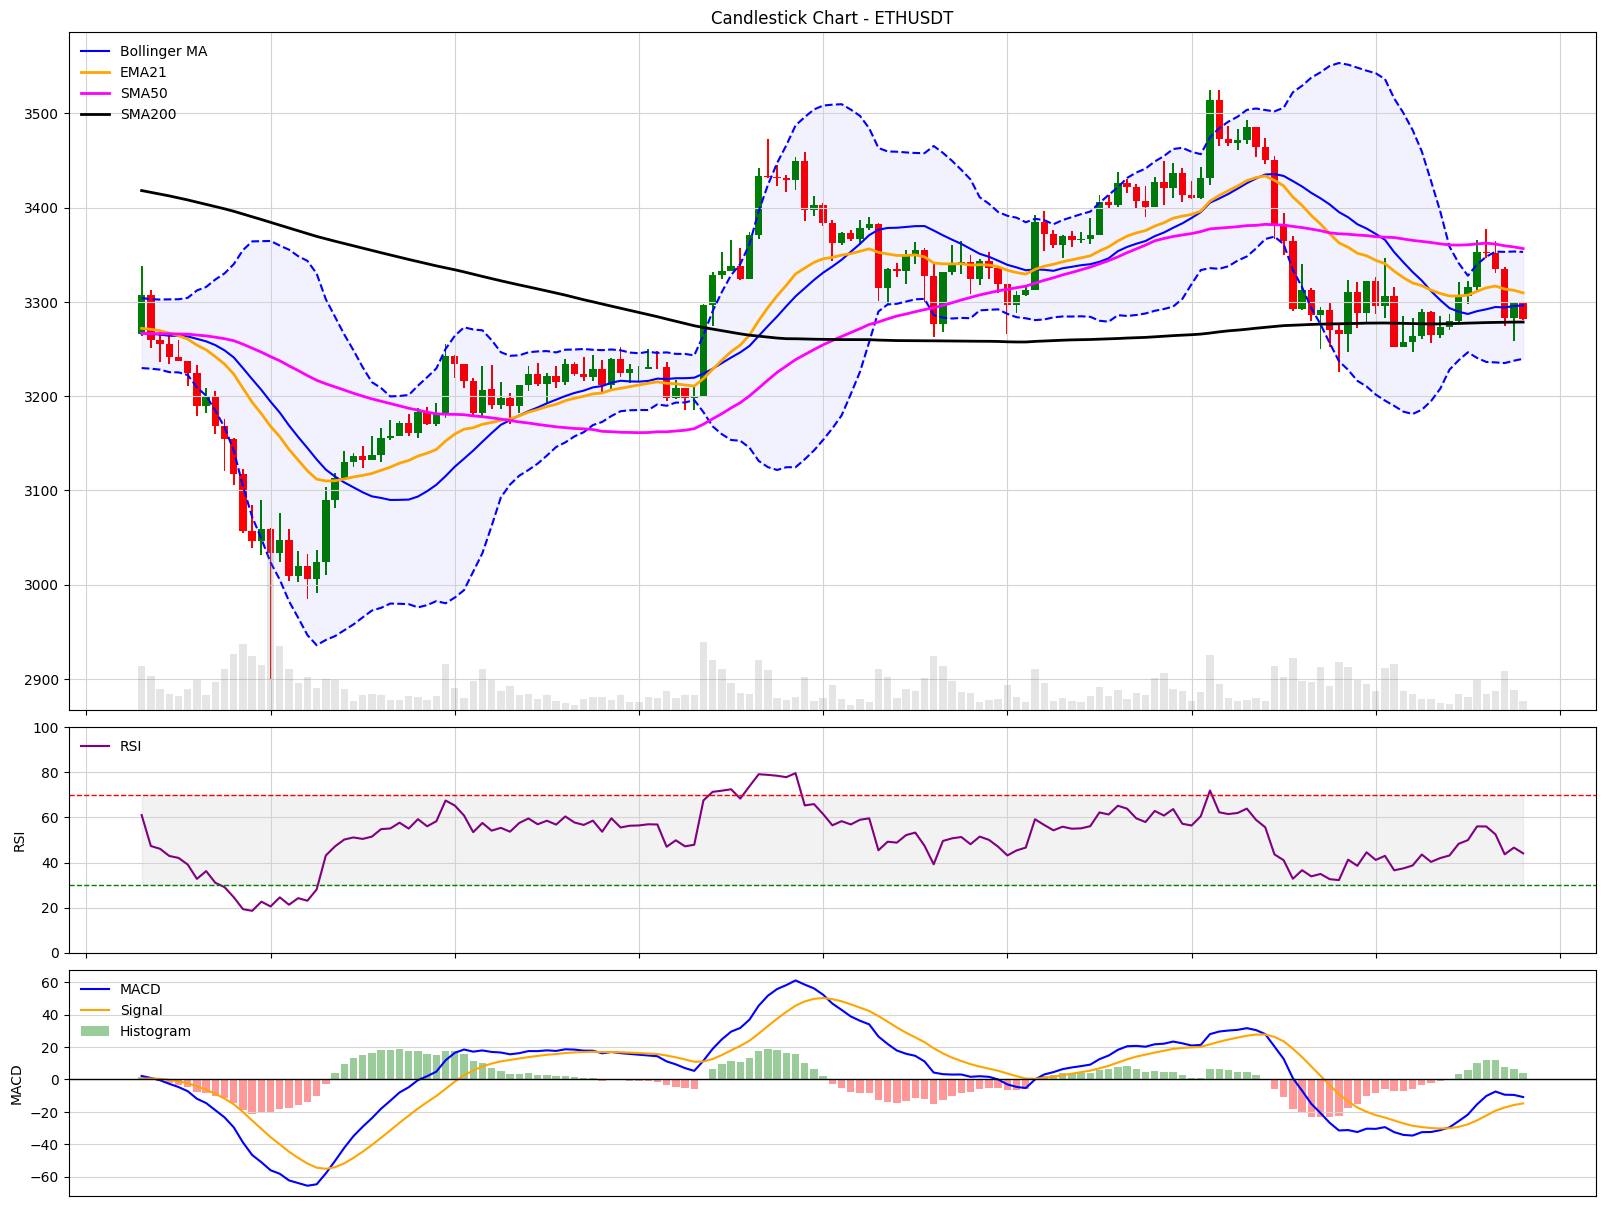 Candlestick Chart - ETHUSDT
Bollinger MA
EMA21
SMA50
SMA200
3500
3400
3300
3200
3100
3000
2900
RSI
100
80
60
40
20
0
RSI
MACD
Signal
Histogram
60
40
20
0
−20
−40
−60
MACD